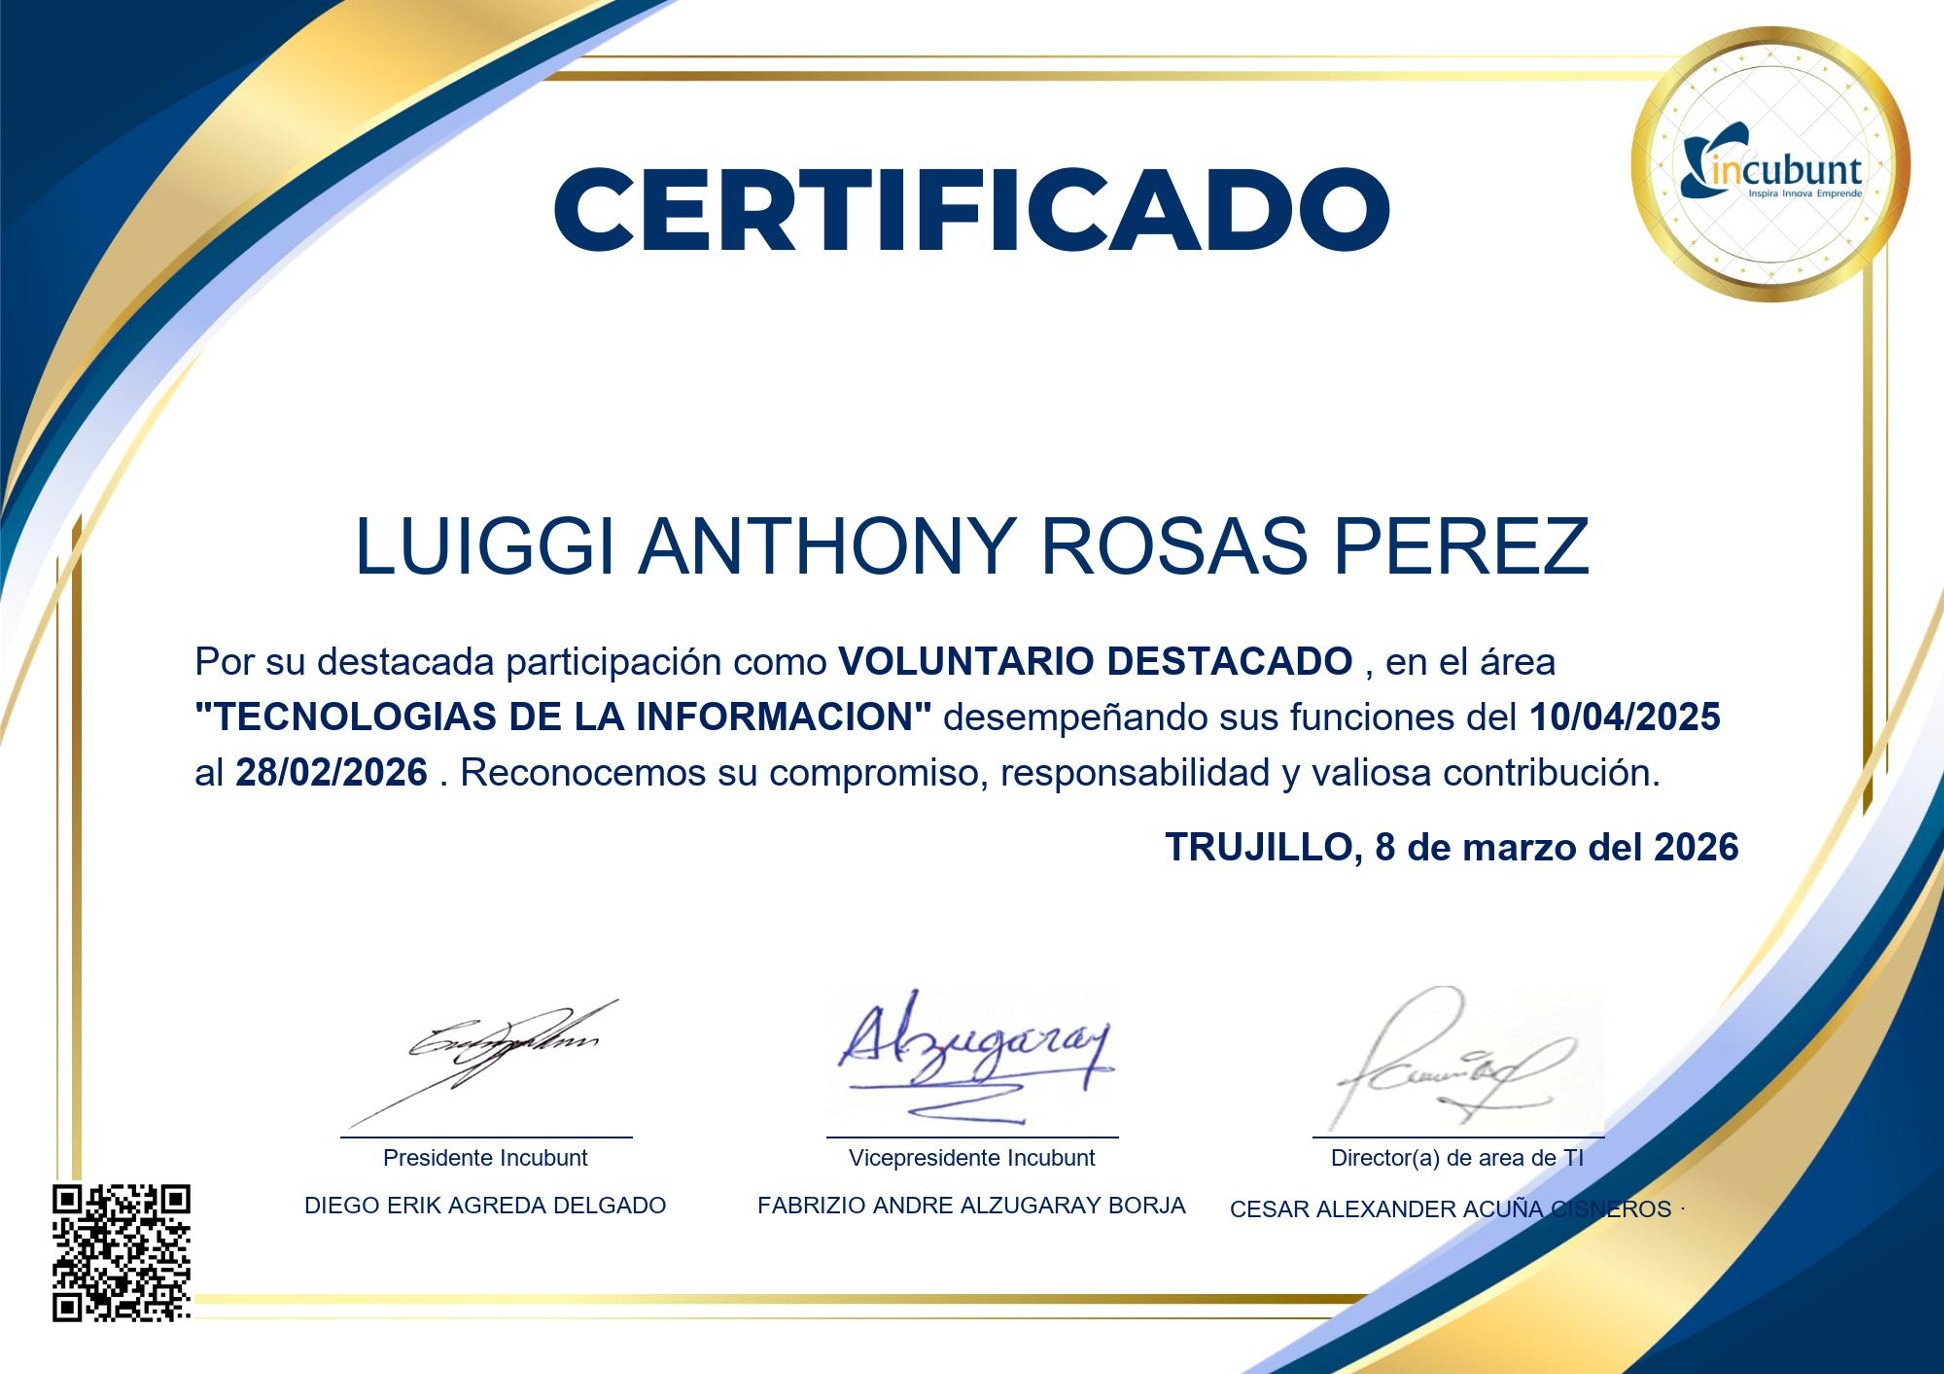 incubunt
Inspira Innova Emprende
CERTIFICADO
LUIGGI ANTHONY ROSAS PEREZ
Por su destacada participación como VOLUNTARIO DESTACADO , en el área
"TECNOLOGIAS DE LA INFORMACION" desempeñando sus funciones del 10/04/2025
al 28/02/2026 . Reconocemos su compromiso, responsabilidad y valiosa contribución.
TRUJILLO, 8 de marzo del 2026
Alzugaray
Presidente Incubunt
DIEGO ERIK AGREDA DELGADO
Vicepresidente Incubunt
FABRIZIO ANDRE ALZUGARAY BORJA
Director(a) de area de TI
CESAR ALEXANDER ACUÑA CISNEROS ·